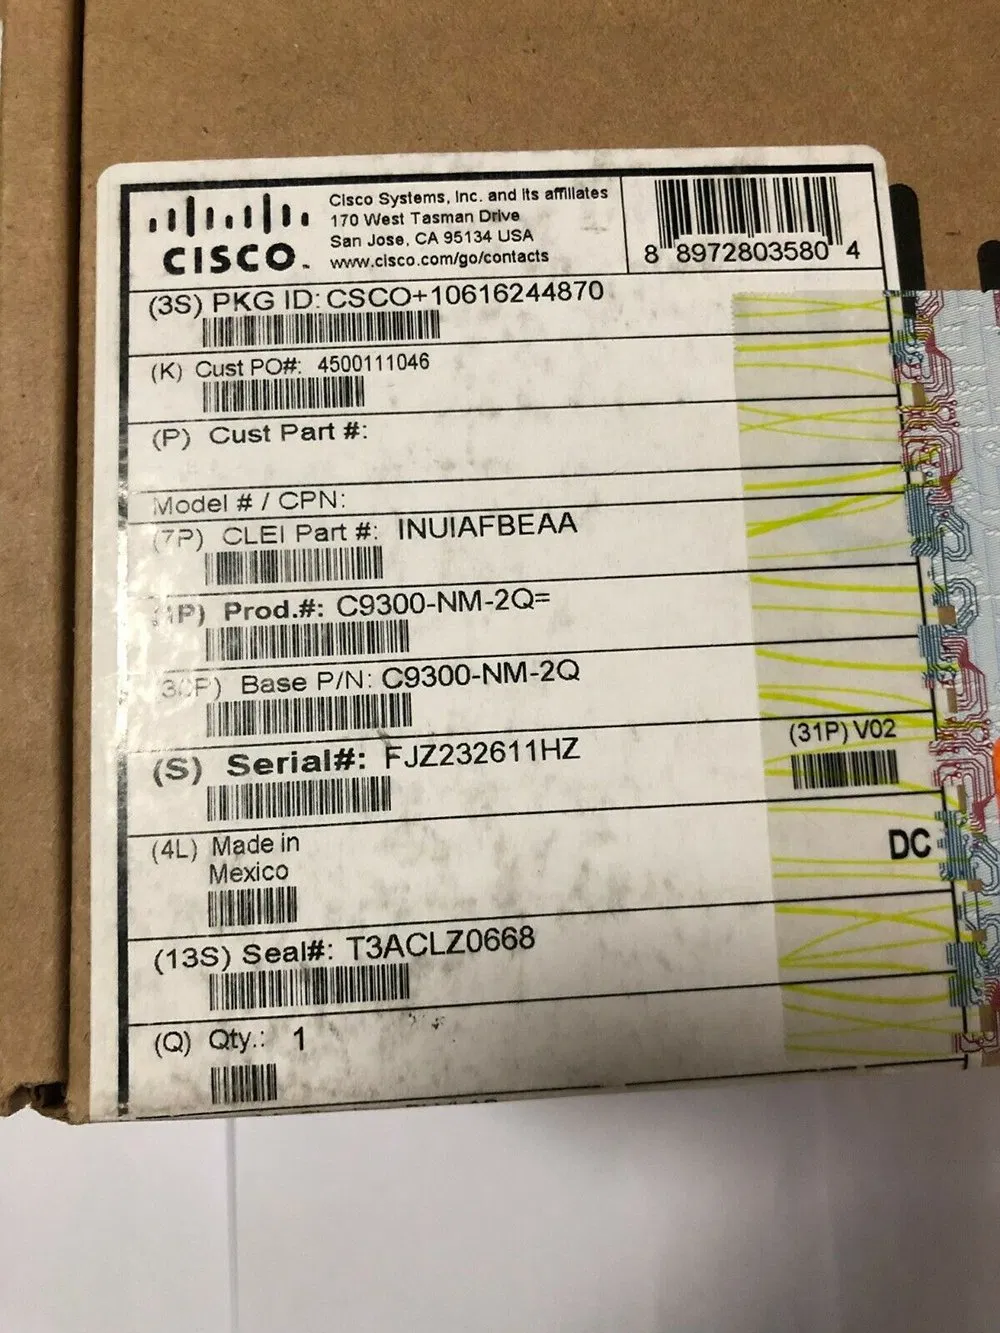 CISCO
Cisco Systems, Inc. and its affiliates
170 West Tasman Drive
San Jose, CA 95134 USA
www.cisco.com/go/contacts
8 8972803580 4
(3S) PKG ID: CSCO+10616244870
(K) Cust PO#: 4500111046
(P) Cust Part #:
Model # / CPN:
(7P) CLEI Part #: INUIAFBEAA
(1P) Prod.#: C9300-NM-2Q=
(30P) Base P/N: C9300-NM-2Q
(S) Serial#: FJZ232611HZ
(31P) V02
(4L) Made in
Mexico
DC
(13S) Seal#: T3ACLZ0668
(Q) Qty.: 1